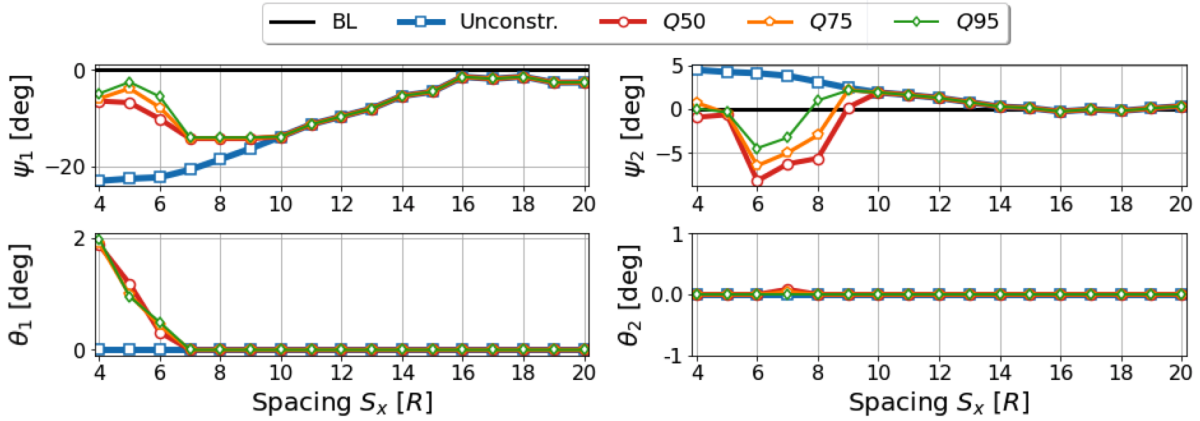 BL Unconstr. Q50 Q75 Q95
ψ₁ [deg]
0
−20
4 6 8 10 12 14 16 18 20
ψ₂ [deg]
5
0
−5
4 6 8 10 12 14 16 18 20
θ₁ [deg]
2
0
4 6 8 10 12 14 16 18 20
Spacing Sₓ [R]
θ₂ [deg]
1
0.0
-1
4 6 8 10 12 14 16 18 20
Spacing Sₓ [R]